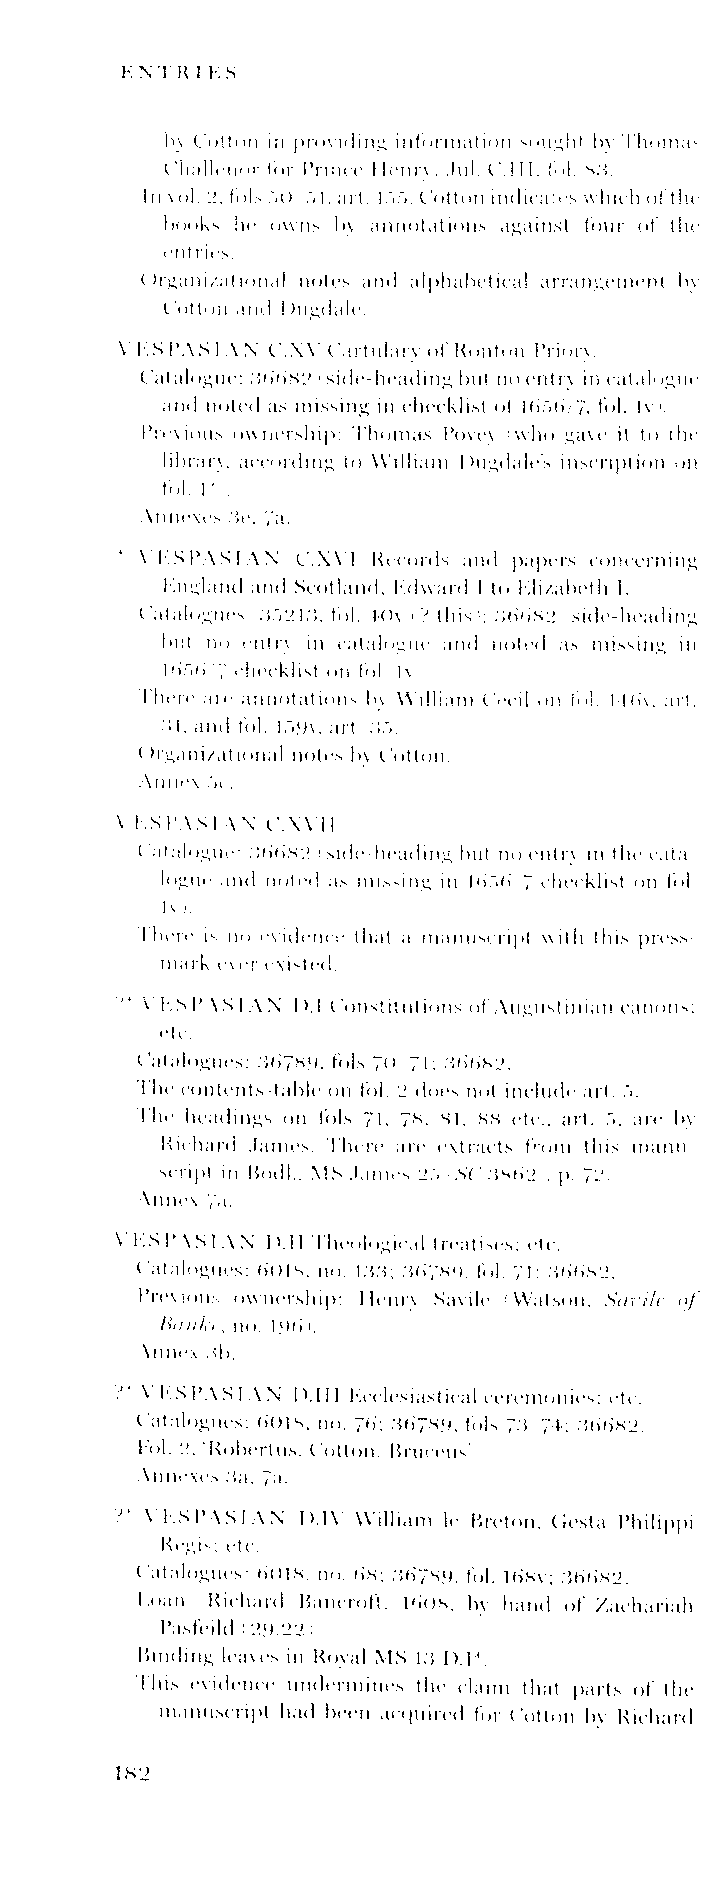 ENTRIES
by Cotton in providing information sought by Thomas
Challenor for Prince Henry, Jul. C.III, fol. 83.
In vol. 2, fols 50–51, art. 155, Cotton indicates which of the
books he owns by annotations against four of the
entries.
Organizational notes and alphabetical arrangement by
Cotton and Dugdale.
VESPASIAN C.XV Cartulary of Ronton Priory.
Catalogue: 36682 (side-heading but no entry in catalogue
and noted as missing in checklist of 1656/7, fol. 1v).
Previous ownership: Thomas Povey (who gave it to the
library, according to William Dugdale's inscription on
fol. 1*).
Annexes 3e, 7a.
* VESPASIAN C.XVI Records and papers concerning
England and Scotland, Edward I to Elizabeth I.
Catalogues: 35213, fol. 40v (? this); 36682 (side-heading
but no entry in catalogue and noted as missing in
1656/7 checklist on fol. 1v
There are annotations by William Cecil on fol. 146v, art.
34, and fol. 159v, art. 35.
Organizational notes by Cotton.
Annex 5c.
VESPASIAN C.XVII
Catalogue: 36682 (side-heading but no entry in the cata-
logue and noted as missing in 1656/7 checklist on fol.
1v).
There is no evidence that a manuscript with this press-
mark ever existed.
?* VESPASIAN D.I Constitutions of Augustinian canons;
etc.
Catalogues: 36789, fols 70–71; 36682.
The contents-table on fol. 2 does not include art. 5.
The headings on fols 71, 78, 81, 88 etc., art. 5, are by
Richard James. There are extracts from this manu-
script in Bodl., MS James 25 (SC 3862), p. 72.
Annex 7a.
VESPASIAN D.II Theological treatises; etc.
Catalogues: 6018, no. 133; 36789, fol. 71; 36682.
Previous ownership: Henry Savile (Watson, Savile of
Banke, no. 196).
Annex 3b.
?* VESPASIAN D.III Ecclesiastical ceremonies; etc.
Catalogues: 6018, no. 76; 36789, fols 73–74; 36682.
Fol. 2, 'Robertus. Cotton. Bruceus'
Annexes 3a, 7a.
?* VESPASIAN D.IV William le Breton, Gesta Philippi
Regis; etc.
Catalogues: 6018, no. 68; 36789, fol. 168v; 36682.
Loan: Richard Bancroft, 1608, by hand of Zachariah
Pasfeild (29.22)
Binding leaves in Royal MS 13 D.I*.
This evidence undermines the claim that parts of the
manuscript had been acquired for Cotton by Richard
182